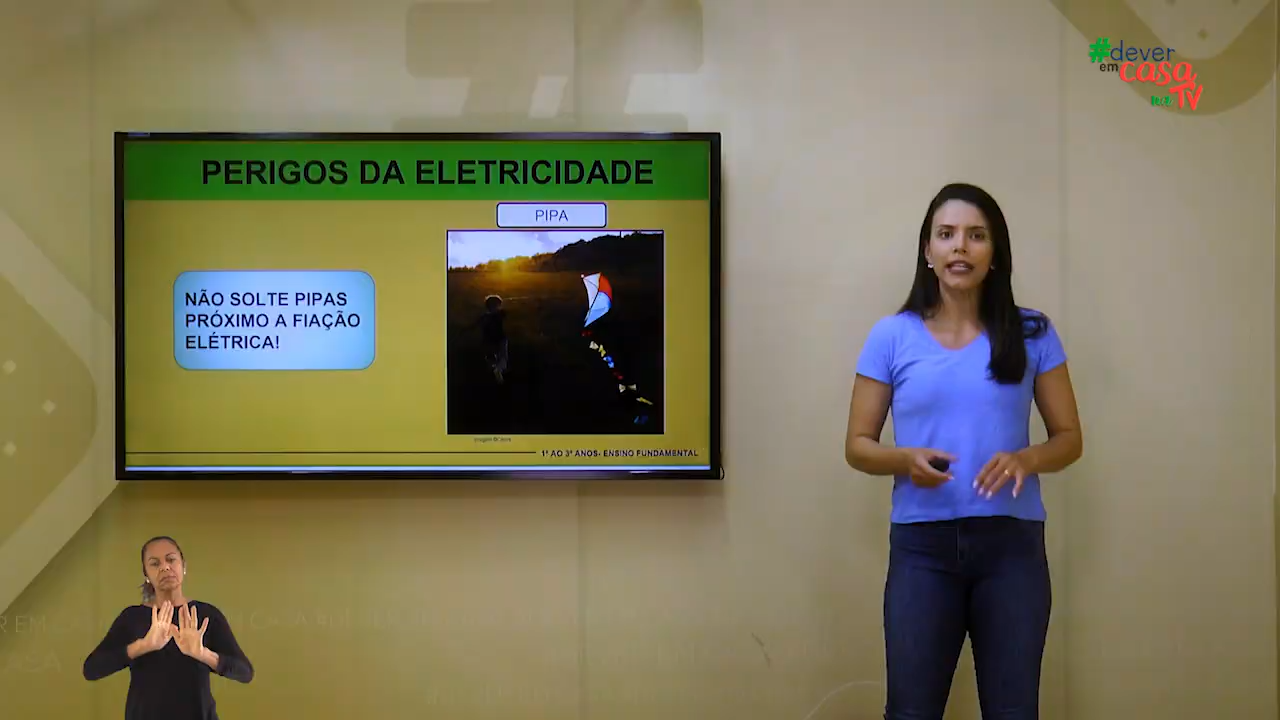 #dever
em casa
na TV
PERIGOS DA ELETRICIDADE
PIPA
NÃO SOLTE PIPAS
PRÓXIMO A FIAÇÃO
ELÉTRICA!
1º AO 3º ANOS- ENSINO FUNDAMENTAL